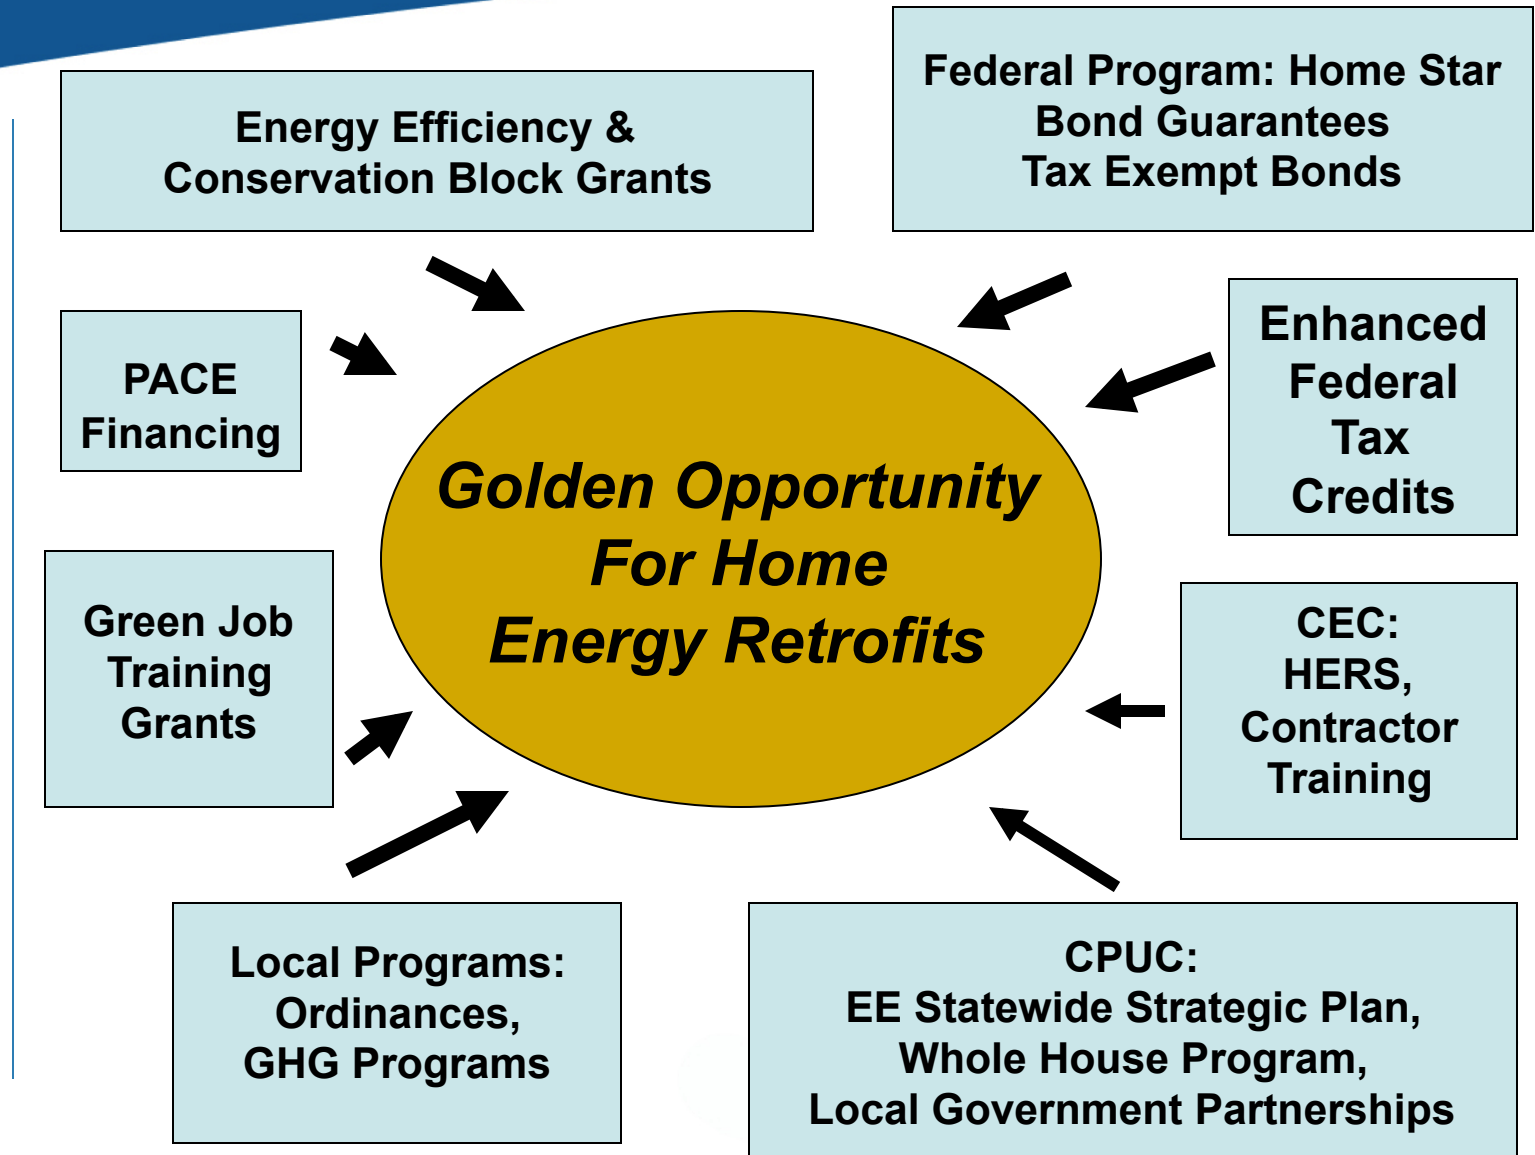 Energy Efficiency &
Conservation Block Grants
Federal Program: Home Star
Bond Guarantees
Tax Exempt Bonds
PACE
Financing
Enhanced
Federal
Tax
Credits
Golden Opportunity
For Home
Energy Retrofits
Green Job
Training
Grants
CEC:
HERS,
Contractor
Training
Local Programs:
Ordinances,
GHG Programs
CPUC:
EE Statewide Strategic Plan,
Whole House Program,
Local Government Partnerships